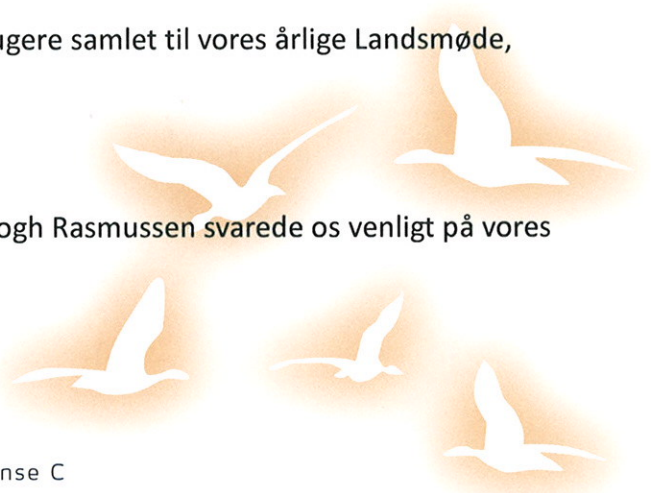 ugere samlet til vores årlige Landsmøde,
ogh Rasmussen svarede os venligt på vores
nse C